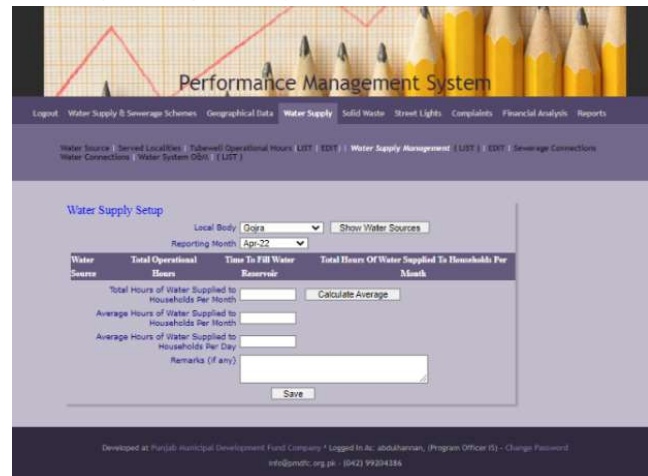 Performance Management System
Logout Water Supply & Sewerage Schemes Geographical Data Water Supply Solid Waste Street Lights Complaints Financial Analysis Reports
Water Source | Served Localities | Tubewell Operational Hours (LIST | EDIT) | Water Supply Management (LIST) | EDIT | Sewerage Connections
Water Connections | Water System O&M (LIST)
Water Supply Setup
Local Body Gojra Show Water Sources
Reporting Month Apr-22
Water Source Total Operational Hours Time To Fill Water Reservoir Total Hours Of Water Supplied To Households Per Month
Total Hours of Water Supplied to Households Per Month Calculate Average
Average Hours of Water Supplied to Households Per Month
Average Hours of Water Supplied to Households Per Day
Remarks (if any)
Save
Developed at Punjab Municipal Development Fund Company * Logged In As: abdulhannan, (Program Officer IS) - Change Password
info@pmdfc.org.pk - (042) 99204386